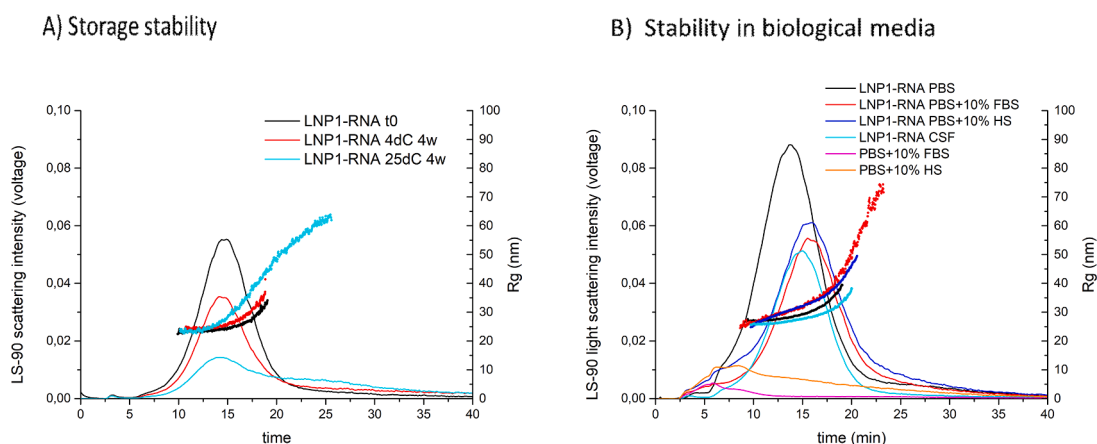 A) Storage stability
B) Stability in biological media
LNP1-RNA t0
LNP1-RNA 4dC 4w
LNP1-RNA 25dC 4w
0,10
0,08
0,06
0,04
0,02
0,00
LS-90 scattering intensity (voltage)
100
90
80
70
60
50
40
30
20
10
0
Rg (nm)
0 5 10 15 20 25 30 35 40
time
LNP1-RNA PBS
LNP1-RNA PBS+10% FBS
LNP1-RNA PBS+10% HS
LNP1-RNA CSF
PBS+10% FBS
PBS+10% HS
0,10
0,08
0,06
0,04
0,02
0,00
LS-90 light scattering intensity (voltage)
100
90
80
70
60
50
40
30
20
10
0
Rg (nm)
0 5 10 15 20 25 30 35 40
time (min)